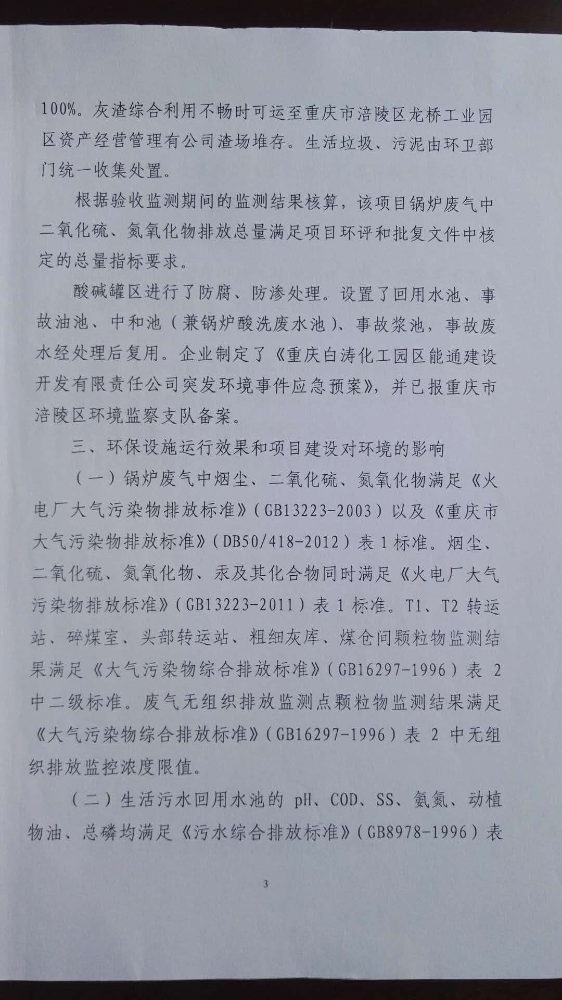 100%。灰渣综合利用不畅时可运至重庆市涪陵区龙桥工业园
区资产经营管理有公司渣场堆存。生活垃圾、污泥由环卫部
门统一收集处置。
根据验收监测期间的监测结果核算，该项目锅炉废气中
二氧化硫、氮氧化物排放总量满足项目环评和批复文件中核
定的总量指标要求。
酸碱罐区进行了防腐、防渗处理。设置了回用水池、事
故油池、中和池（兼锅炉酸洗废水池）、事故浆池，事故废
水经处理后复用。企业制定了《重庆白涛化工园区能通建设
开发有限责任公司突发环境事件应急预案》，并已报重庆市
涪陵区环境监察支队备案。
三、环保设施运行效果和项目建设对环境的影响
（一）锅炉废气中烟尘、二氧化硫、氮氧化物满足《火
电厂大气污染物排放标准》（GB13223-2003）以及《重庆市
大气污染物排放标准》（DB50/418-2012）表 1 标准。烟尘、
二氧化硫、氮氧化物、汞及其化合物同时满足《火电厂大气
污染物排放标准》（GB13223-2011）表 1 标准。T1、T2 转运
站、碎煤室、头部转运站、粗细灰库、煤仓间颗粒物监测结
果满足《大气污染物综合排放标准》（GB16297-1996）表 2
中二级标准。废气无组织排放监测点颗粒物监测结果满足
《大气污染物综合排放标准》（GB16297-1996）表 2 中无组
织排放监控浓度限值。
（二）生活污水回用水池的 pH、COD、SS、氨氮、动植
物油、总磷均满足《污水综合排放标准》（GB8978-1996）表
3